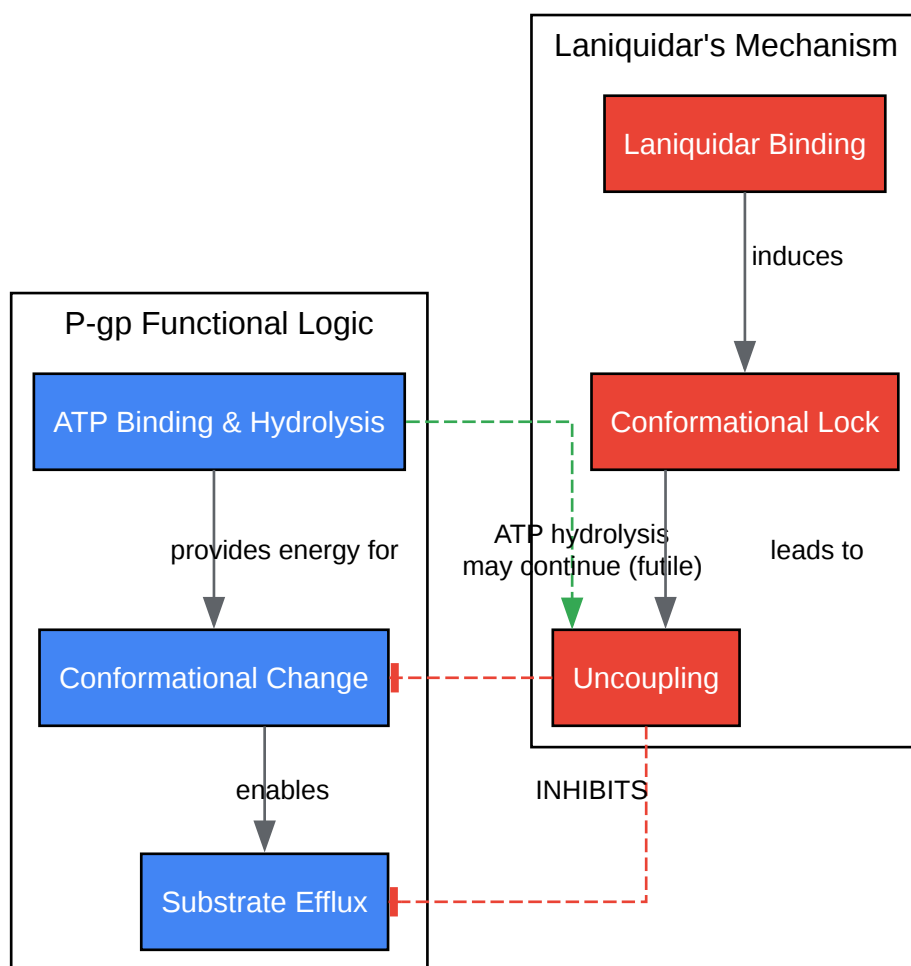 Laniquidar's Mechanism
Laniquidar Binding
induces
P-gp Functional Logic
ATP Binding & Hydrolysis
Conformational Lock
provides energy for
ATP hydrolysis
may continue (futile)
leads to
Conformational Change
Uncoupling
enables
INHIBITS
Substrate Efflux